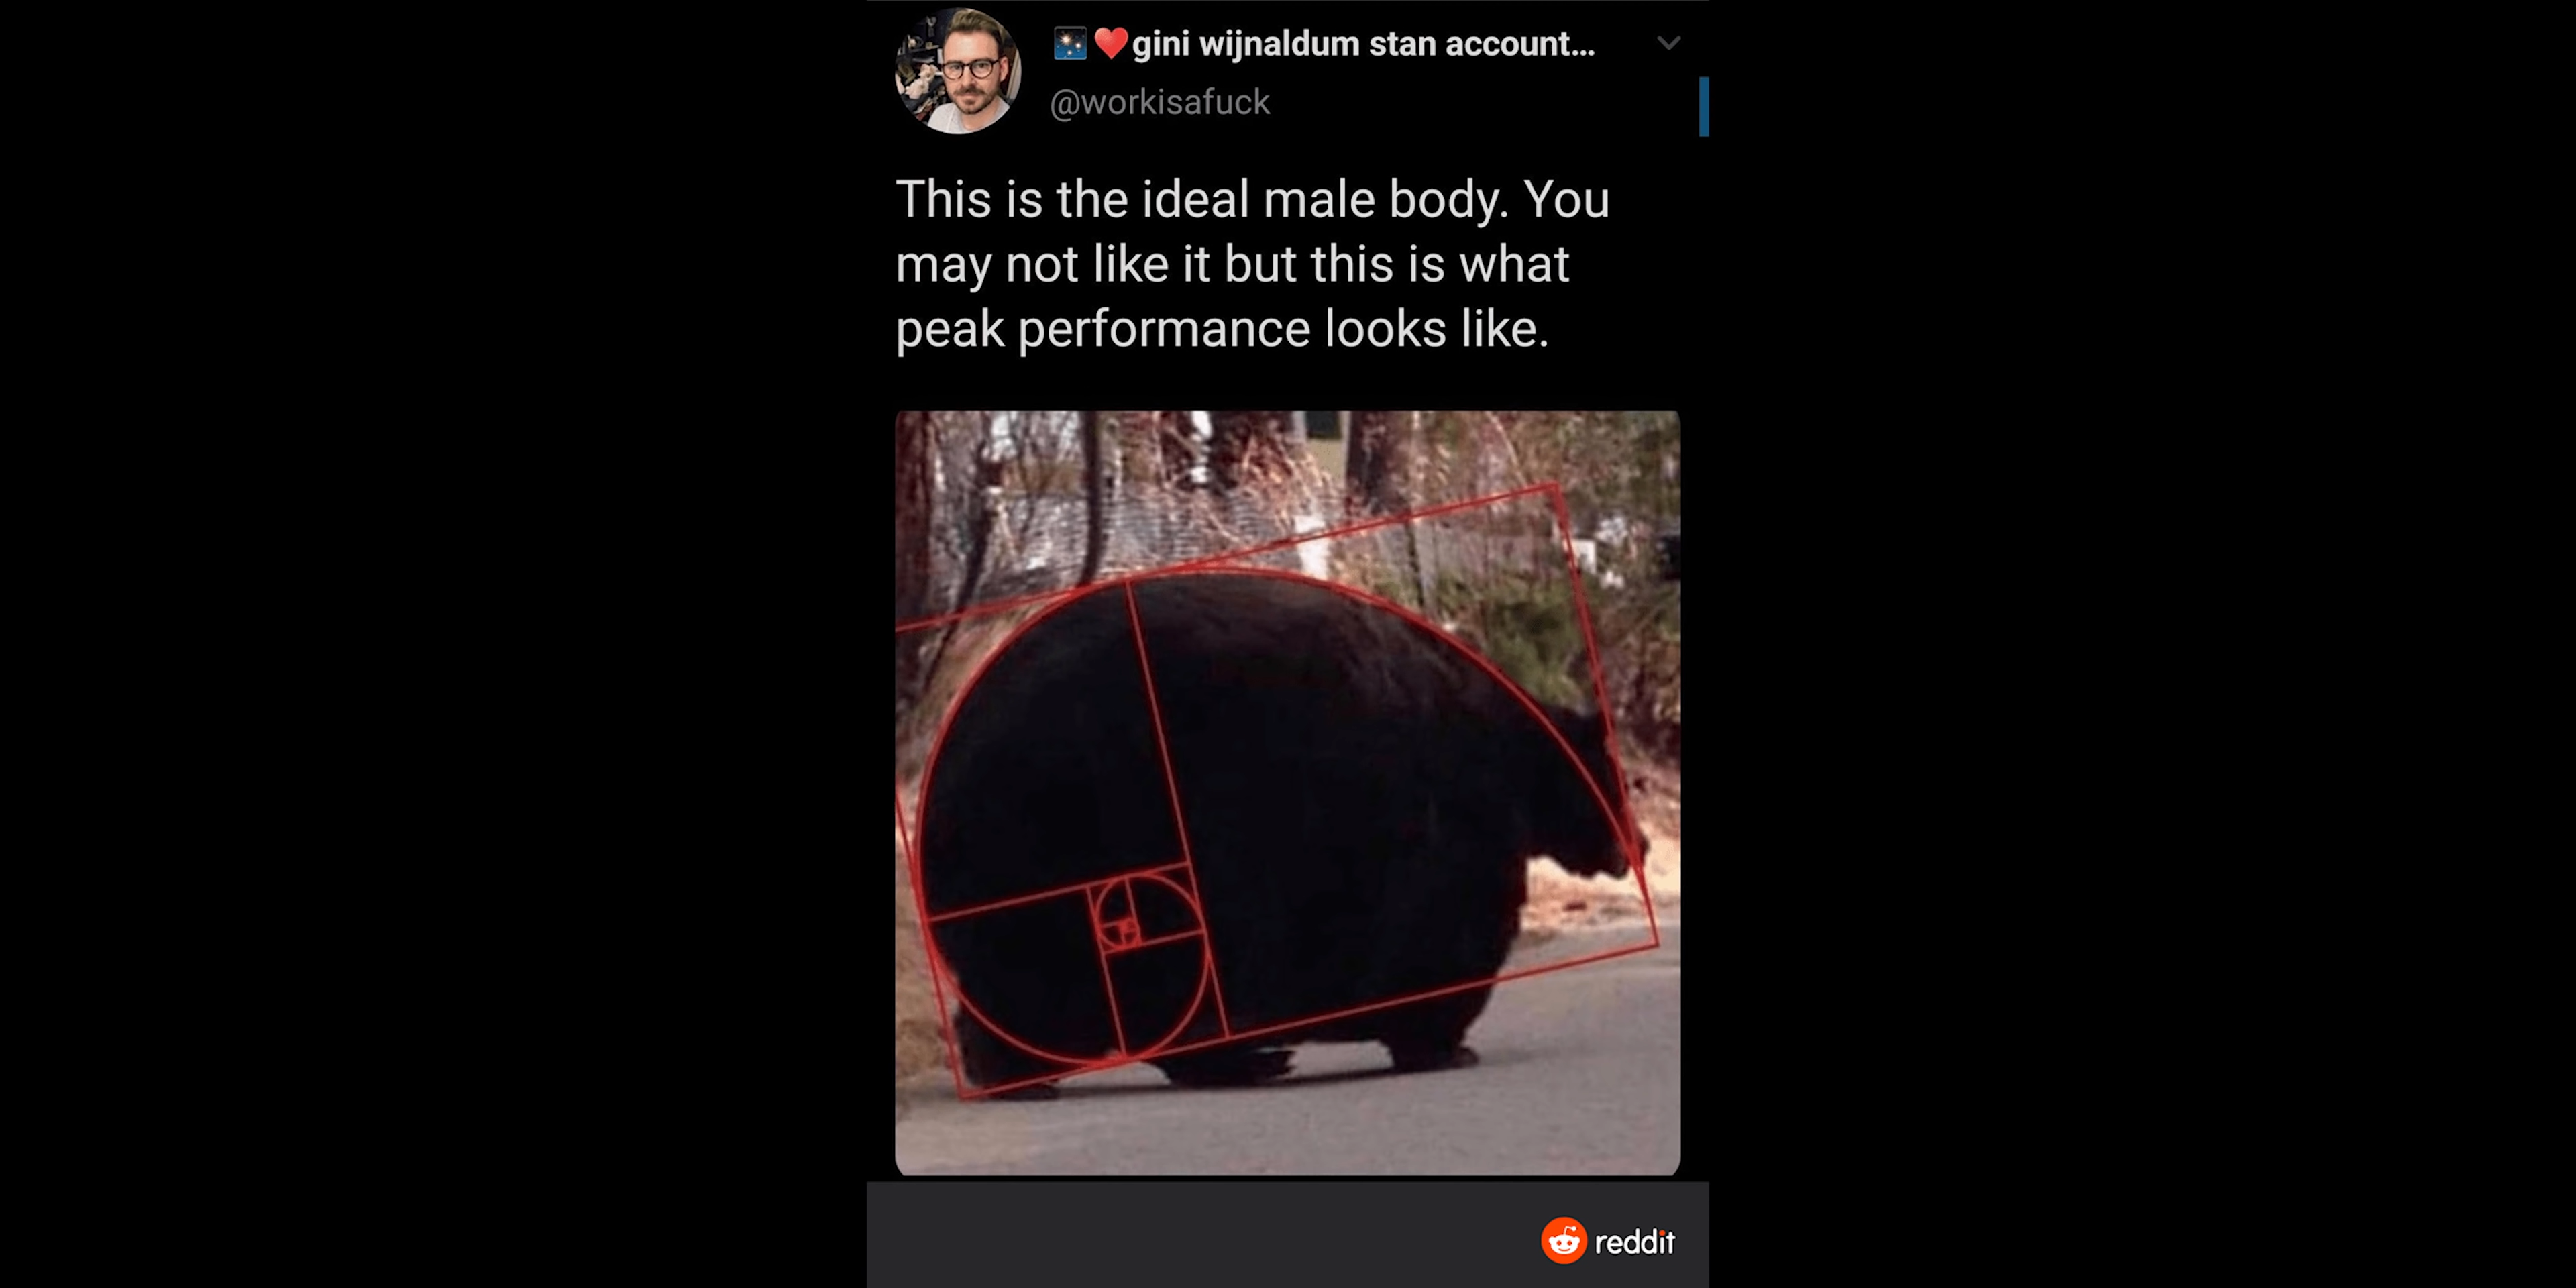 🌃❤️gini wijnaldum stan account...
@workisafuck
This is the ideal male body. You
may not like it but this is what
peak performance looks like.
reddit